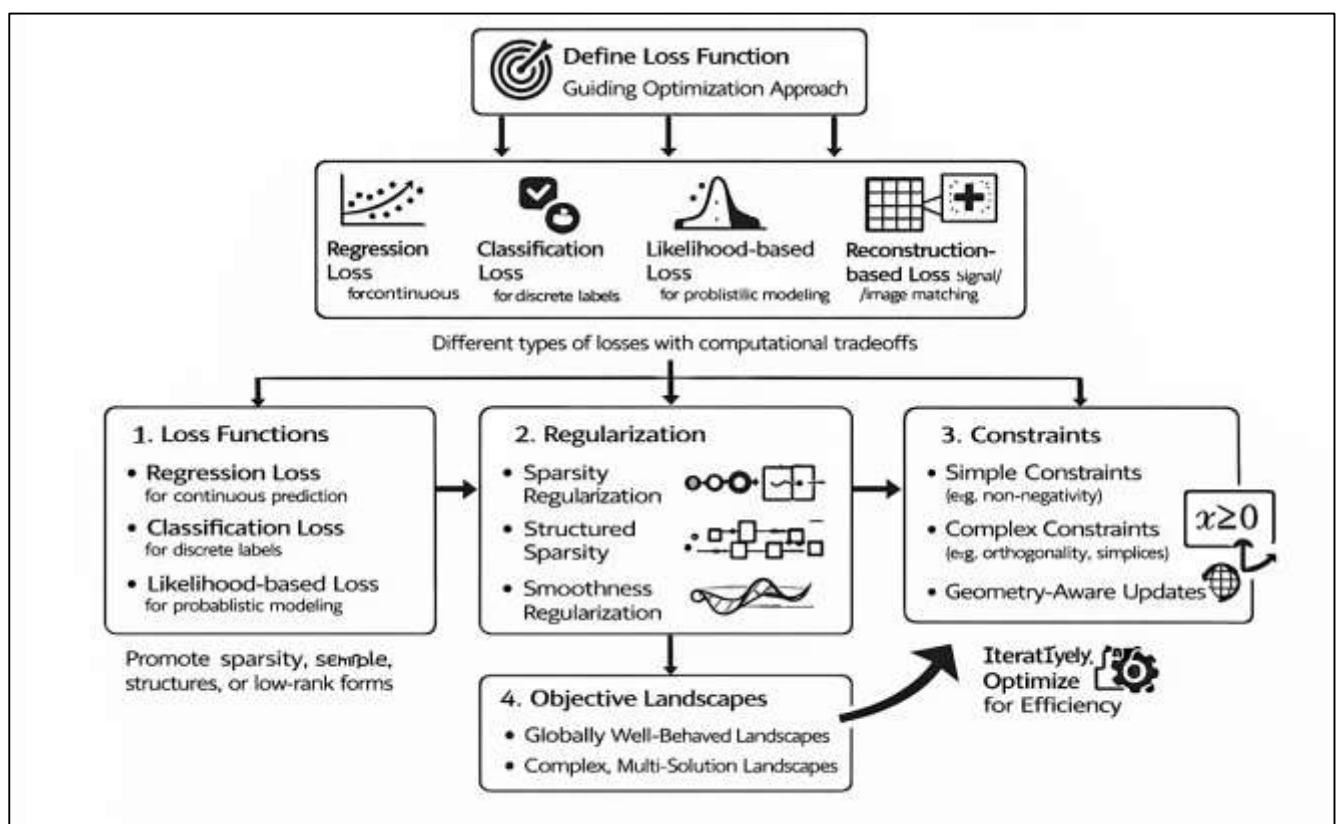 Define Loss Function
Guiding Optimization Approach
Regression
Loss
forcontinuous
Classification
Loss
for discrete labels
Likelihood-based
Loss
for problistilic modeling
Reconstruction-
based Loss signal/
/image matching
Different types of losses with computational tradeoffs
1. Loss Functions
• Regression Loss
for continuous prediction
• Classification Loss
for discrete labels
• Likelihood-based Loss
for probablistic modeling
Promote sparsity,
structures, or low-rank forms
2. Regularization
• Sparsity
Regularization
• Structured
Sparsity
• Smoothness
Regularization
3. Constraints
• Simple Constraints
(e.g. non-negativity)
• Complex Constraints
(e.g. orthogonality, simplices)
• Geometry-Aware Updates
x≥0
4. Objective Landscapes
• Globally Well-Behaved Landscapes
• Complex, Multi-Solution Landscapes
IteratTyely,
Optimize
for Efficiency